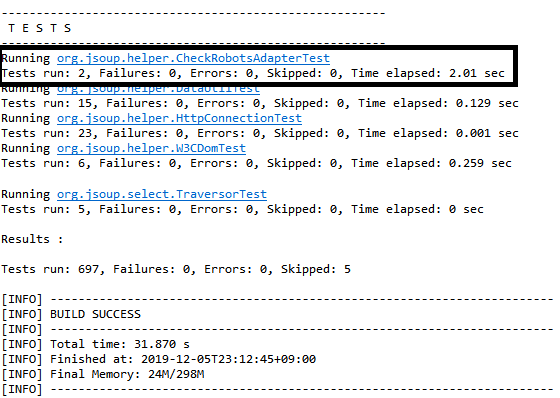 -------------------------------------------------------
 T E S T S
-------------------------------------------------------
Running org.jsoup.helper.CheckRobotsAdapterTest
Tests run: 2, Failures: 0, Errors: 0, Skipped: 0, Time elapsed: 2.01 sec
Running org.jsoup.helper.DataUtilTest
Tests run: 15, Failures: 0, Errors: 0, Skipped: 0, Time elapsed: 0.129 sec
Running org.jsoup.helper.HttpConnectionTest
Tests run: 23, Failures: 0, Errors: 0, Skipped: 0, Time elapsed: 0.001 sec
Running org.jsoup.helper.W3CDomTest
Tests run: 6, Failures: 0, Errors: 0, Skipped: 0, Time elapsed: 0.259 sec
Running org.jsoup.select.TraversorTest
Tests run: 5, Failures: 0, Errors: 0, Skipped: 0, Time elapsed: 0 sec
Results :
Tests run: 697, Failures: 0, Errors: 0, Skipped: 5
[INFO] ------------------------------------------------------------------------
[INFO] BUILD SUCCESS
[INFO] ------------------------------------------------------------------------
[INFO] Total time: 31.870 s
[INFO] Finished at: 2019-12-05T23:12:45+09:00
[INFO] Final Memory: 24M/298M
[INFO] ------------------------------------------------------------------------